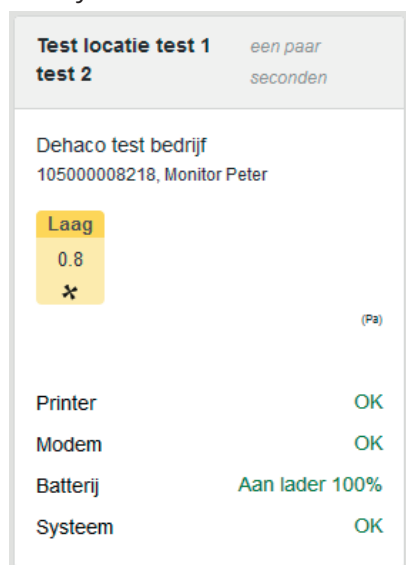 Test locatie test 1 een paar
test 2 seconden
Dehaco test bedrijf
105000008218, Monitor Peter
Laag
0.8
(Pa)
Printer OK
Modem OK
Batterij Aan lader 100%
Systeem OK